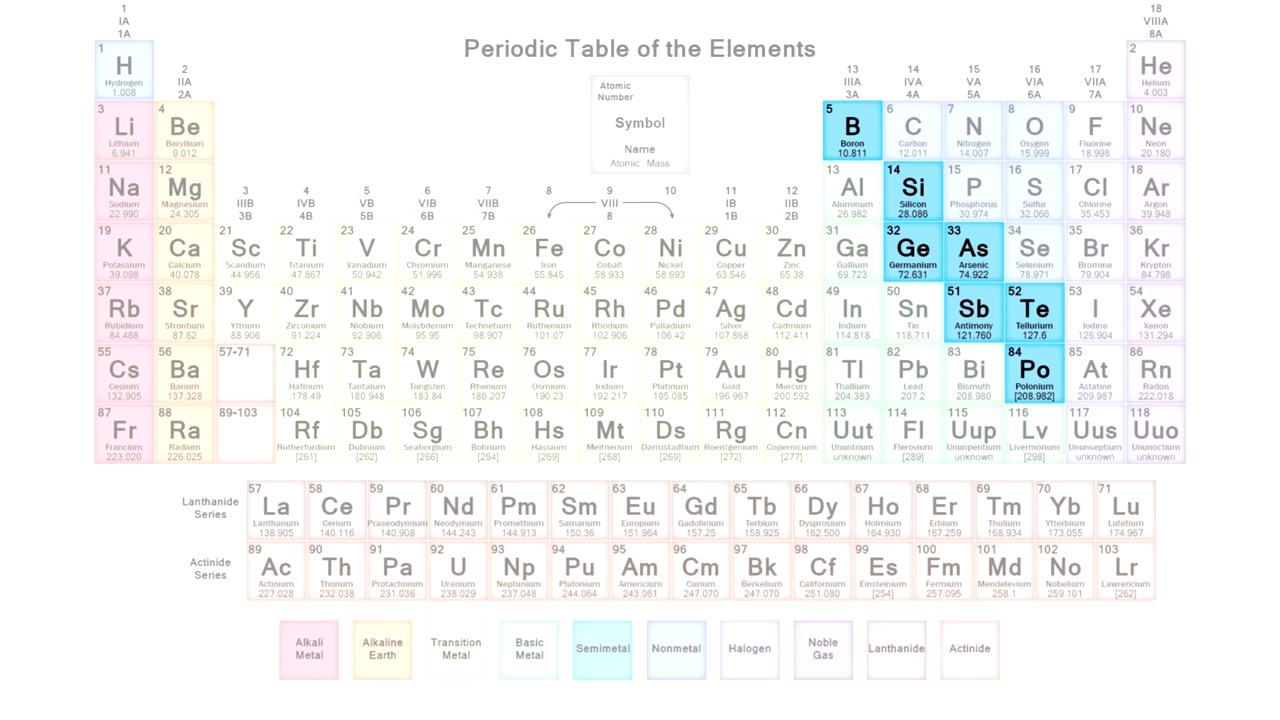 1
IA
1A
18
VIIIA
8A
Periodic Table of the Elements
1
H
Hydrogen
1.008
2
IIA
2A
13
IIIA
3A
14
IVA
4A
15
VA
5A
16
VIA
6A
17
VIIA
7A
2
He
Helium
4.003
Atomic
Number
Symbol
Name
Atomic Mass
3
Li
Lithium
6.941
4
Be
Beryllium
9.012
5
B
Boron
10.811
6
C
Carbon
12.011
7
N
Nitrogen
14.007
8
O
Oxygen
15.999
9
F
Fluorine
18.998
10
Ne
Neon
20.180
11
Na
Sodium
22.990
12
Mg
Magnesium
24.305
3
IIIB
3B
4
IVB
4B
5
VB
5B
6
VIB
6B
7
VIIB
7B
8
9
10
VIII
8
11
IB
1B
12
IIB
2B
13
Al
Aluminum
26.982
14
Si
Silicon
28.086
15
P
Phosphorus
30.974
16
S
Sulfur
32.066
17
Cl
Chlorine
35.453
18
Ar
Argon
39.948
19
K
Potassium
39.098
20
Ca
Calcium
40.078
21
Sc
Scandium
44.956
22
Ti
Titanium
47.867
23
V
Vanadium
50.942
24
Cr
Chromium
51.996
25
Mn
Manganese
54.938
26
Fe
Iron
55.845
27
Co
Cobalt
58.933
28
Ni
Nickel
58.693
29
Cu
Copper
63.546
30
Zn
Zinc
65.38
31
Ga
Gallium
69.723
32
Ge
Germanium
72.631
33
As
Arsenic
74.922
34
Se
Selenium
78.971
35
Br
Bromine
79.904
36
Kr
Krypton
84.798
37
Rb
Rubidium
84.468
38
Sr
Strontium
87.62
39
Y
Yttrium
88.906
40
Zr
Zirconium
91.224
41
Nb
Niobium
92.906
42
Mo
Molybdenum
95.95
43
Tc
Technetium
98.907
44
Ru
Ruthenium
101.07
45
Rh
Rhodium
102.906
46
Pd
Palladium
106.42
47
Ag
Silver
107.868
48
Cd
Cadmium
112.411
49
In
Indium
114.818
50
Sn
Tin
118.711
51
Sb
Antimony
121.760
52
Te
Tellurium
127.6
53
I
Iodine
126.904
54
Xe
Xenon
131.294
55
Cs
Cesium
132.905
56
Ba
Barium
137.328
57-71
72
Hf
Hafnium
178.49
73
Ta
Tantalum
180.948
74
W
Tungsten
183.84
75
Re
Rhenium
186.207
76
Os
Osmium
190.23
77
Ir
Iridium
192.217
78
Pt
Platinum
195.085
79
Au
Gold
196.967
80
Hg
Mercury
200.592
81
Tl
Thallium
204.383
82
Pb
Lead
207.2
83
Bi
Bismuth
208.980
84
Po
Polonium
[208.982]
85
At
Astatine
209.987
86
Rn
Radon
222.018
87
Fr
Francium
223.020
88
Ra
Radium
226.025
89-103
104
Rf
Rutherfordium
[261]
105
Db
Dubnium
[262]
106
Sg
Seaborgium
[266]
107
Bh
Bohrium
[264]
108
Hs
Hassium
[269]
109
Mt
Meitnerium
[268]
110
Ds
Darmstadtium
[269]
111
Rg
Roentgenium
[272]
112
Cn
Copernicium
[277]
113
Uut
Ununtrium
unknown
114
Fl
Flerovium
[289]
115
Uup
Ununpentium
unknown
116
Lv
Livermorium
[298]
117
Uus
Ununseptium
unknown
118
Uuo
Ununoctium
unknown
Lanthanide
Series
57
La
Lanthanum
138.905
58
Ce
Cerium
140.116
59
Pr
Praseodymium
140.908
60
Nd
Neodymium
144.243
61
Pm
Promethium
144.913
62
Sm
Samarium
150.36
63
Eu
Europium
151.964
64
Gd
Gadolinium
157.25
65
Tb
Terbium
158.925
66
Dy
Dysprosium
162.500
67
Ho
Holmium
164.930
68
Er
Erbium
167.259
69
Tm
Thulium
168.934
70
Yb
Ytterbium
173.055
71
Lu
Lutetium
174.967
Actinide
Series
89
Ac
Actinium
227.028
90
Th
Thorium
232.038
91
Pa
Protactinium
231.036
92
U
Uranium
238.029
93
Np
Neptunium
237.048
94
Pu
Plutonium
244.064
95
Am
Americium
243.061
96
Cm
Curium
247.070
97
Bk
Berkelium
247.070
98
Cf
Californium
251.080
99
Es
Einsteinium
[254]
100
Fm
Fermium
257.095
101
Md
Mendelevium
258.1
102
No
Nobelium
259.101
103
Lr
Lawrencium
[262]
Alkali
Metal
Alkaline
Earth
Transition
Metal
Basic
Metal
Semimetal
Nonmetal
Halogen
Noble
Gas
Lanthanide
Actinide